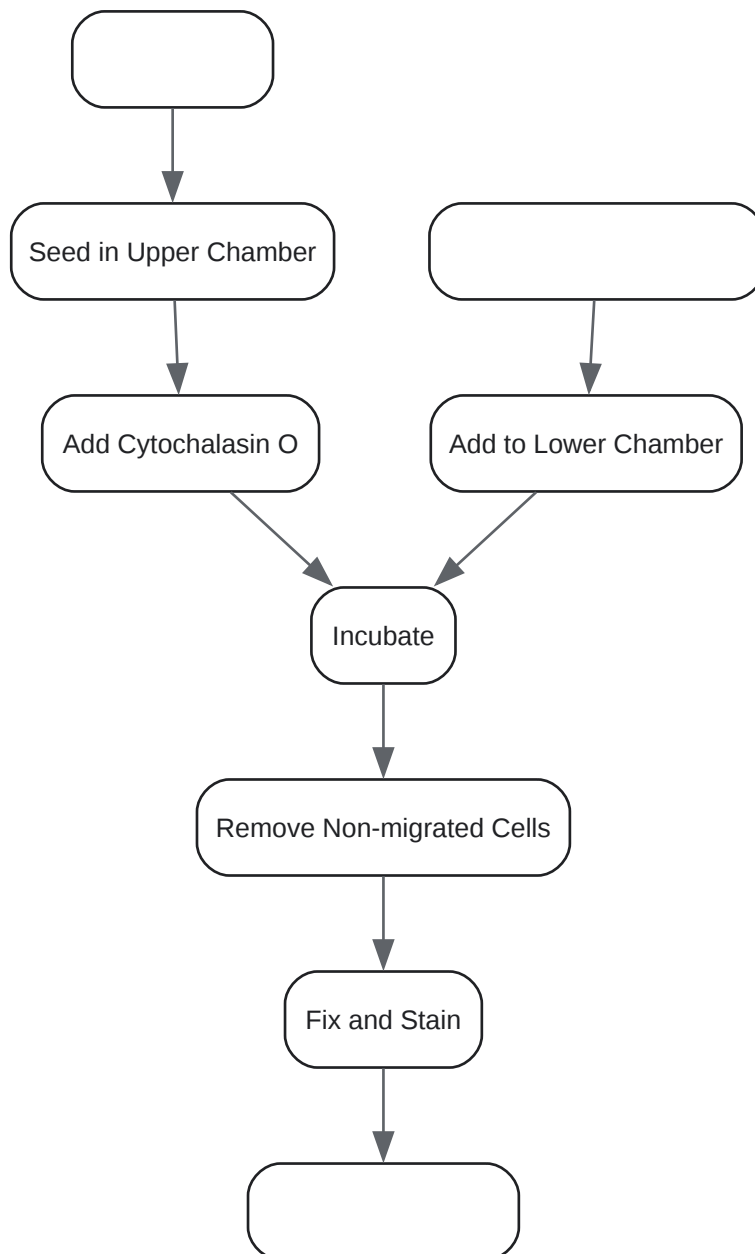 Seed in Upper Chamber
Add Cytochalasin O
Add to Lower Chamber
Incubate
Remove Non-migrated Cells
Fix and Stain